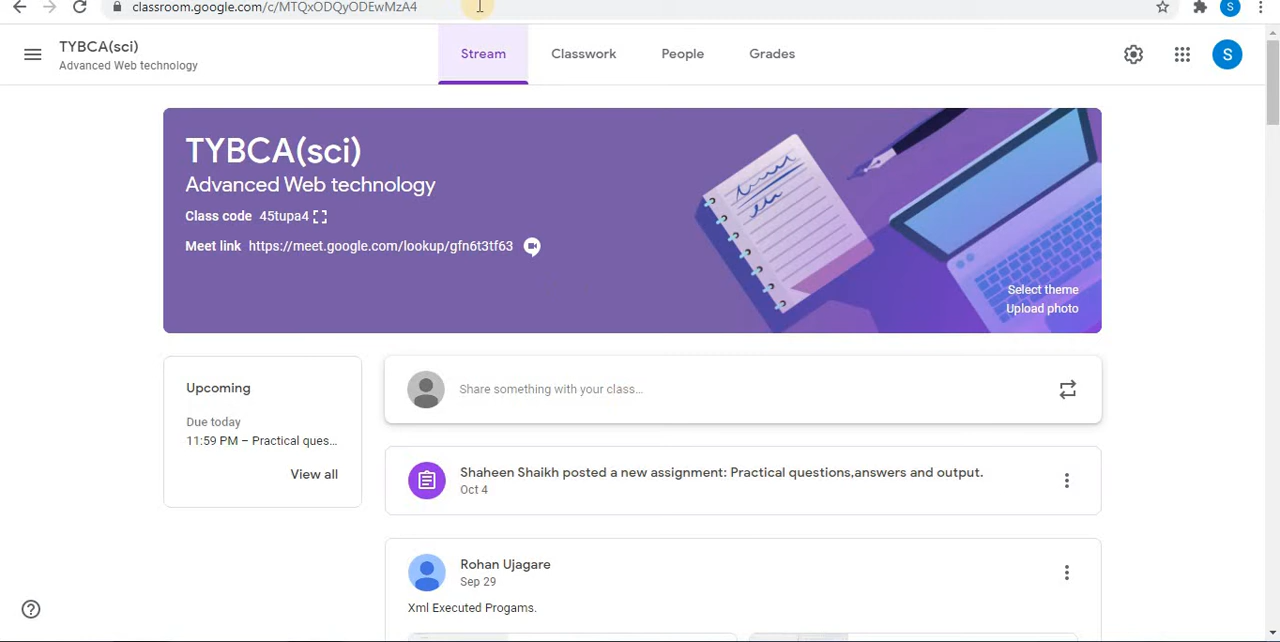 classroom.google.com/c/MTQxODQyODEwMzA4
S
TYBCA(sci)
Advanced Web technology
Stream
Classwork
People
Grades
S
TYBCA(sci)
Advanced Web technology
Class code 45tupa4
Meet link https://meet.google.com/lookup/gfn6t3tf63
Select theme
Upload photo
Upcoming
Due today
11:59 PM – Practical ques...
View all
Share something with your class...
Shaheen Shaikh posted a new assignment: Practical questions,answers and output.
Oct 4
Rohan Ujagare
Sep 29
Xml Executed Progams.